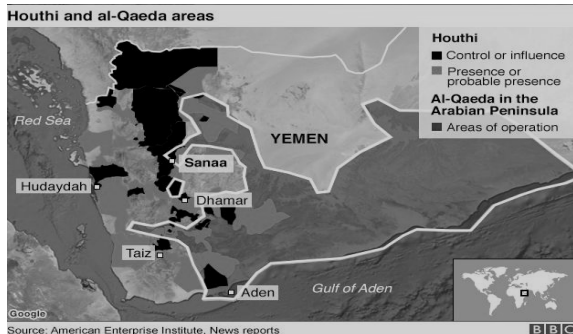 Houthi and al-Qaeda areas
Houthi
Control or influence
Presence or
probable presence
Al-Qaeda in the
Arabian Peninsula
Areas of operation
Red Sea
YEMEN
Sanaa
Hudaydah
Dhamar
Taiz
Aden
Gulf of Aden
Google
Source: American Enterprise Institute, News reports
BBC